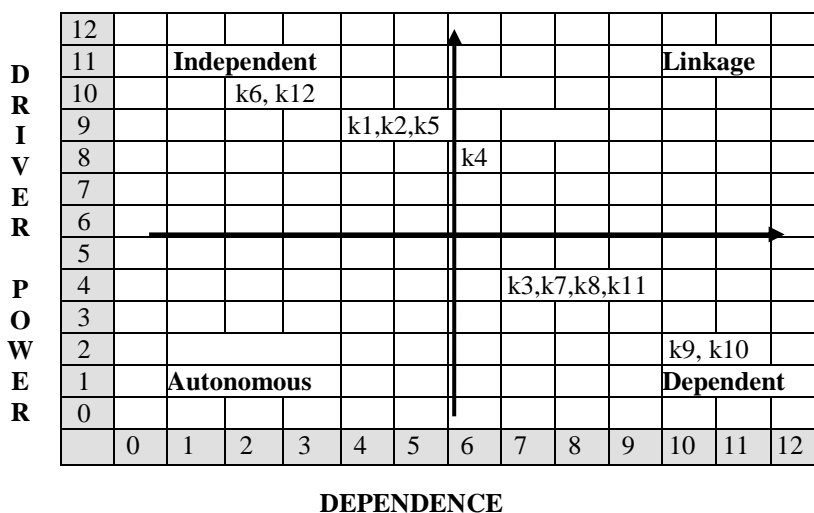 DRIVER POWER
12
11 Independent Linkage
10 k6, k12
9 k1,k2,k5
8 k4
7
6
5
4 k3,k7,k8,k11
3
2 k9, k10
1 Autonomous Dependent
0
0 1 2 3 4 5 6 7 8 9 10 11 12
DEPENDENCE